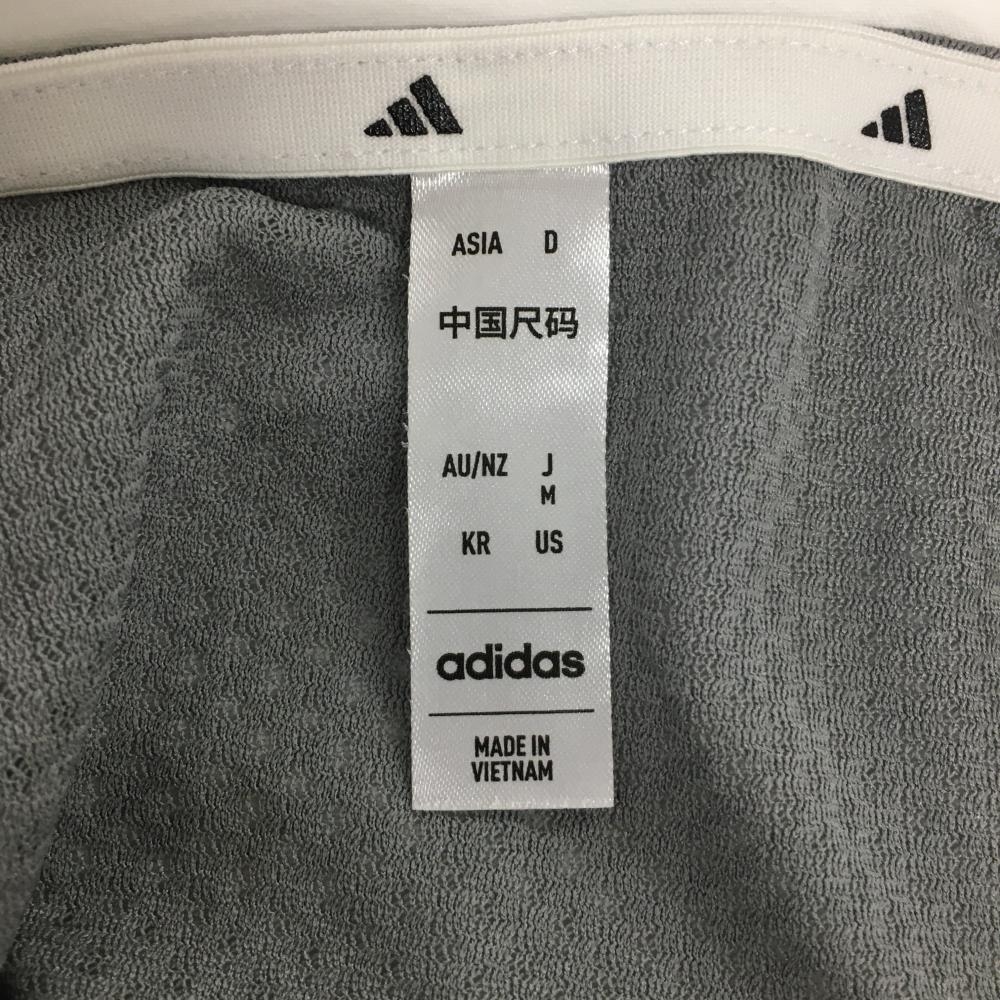 ASIA D
中国尺码
AU/NZ J
M
KR US
adidas
MADE IN
VIETNAM